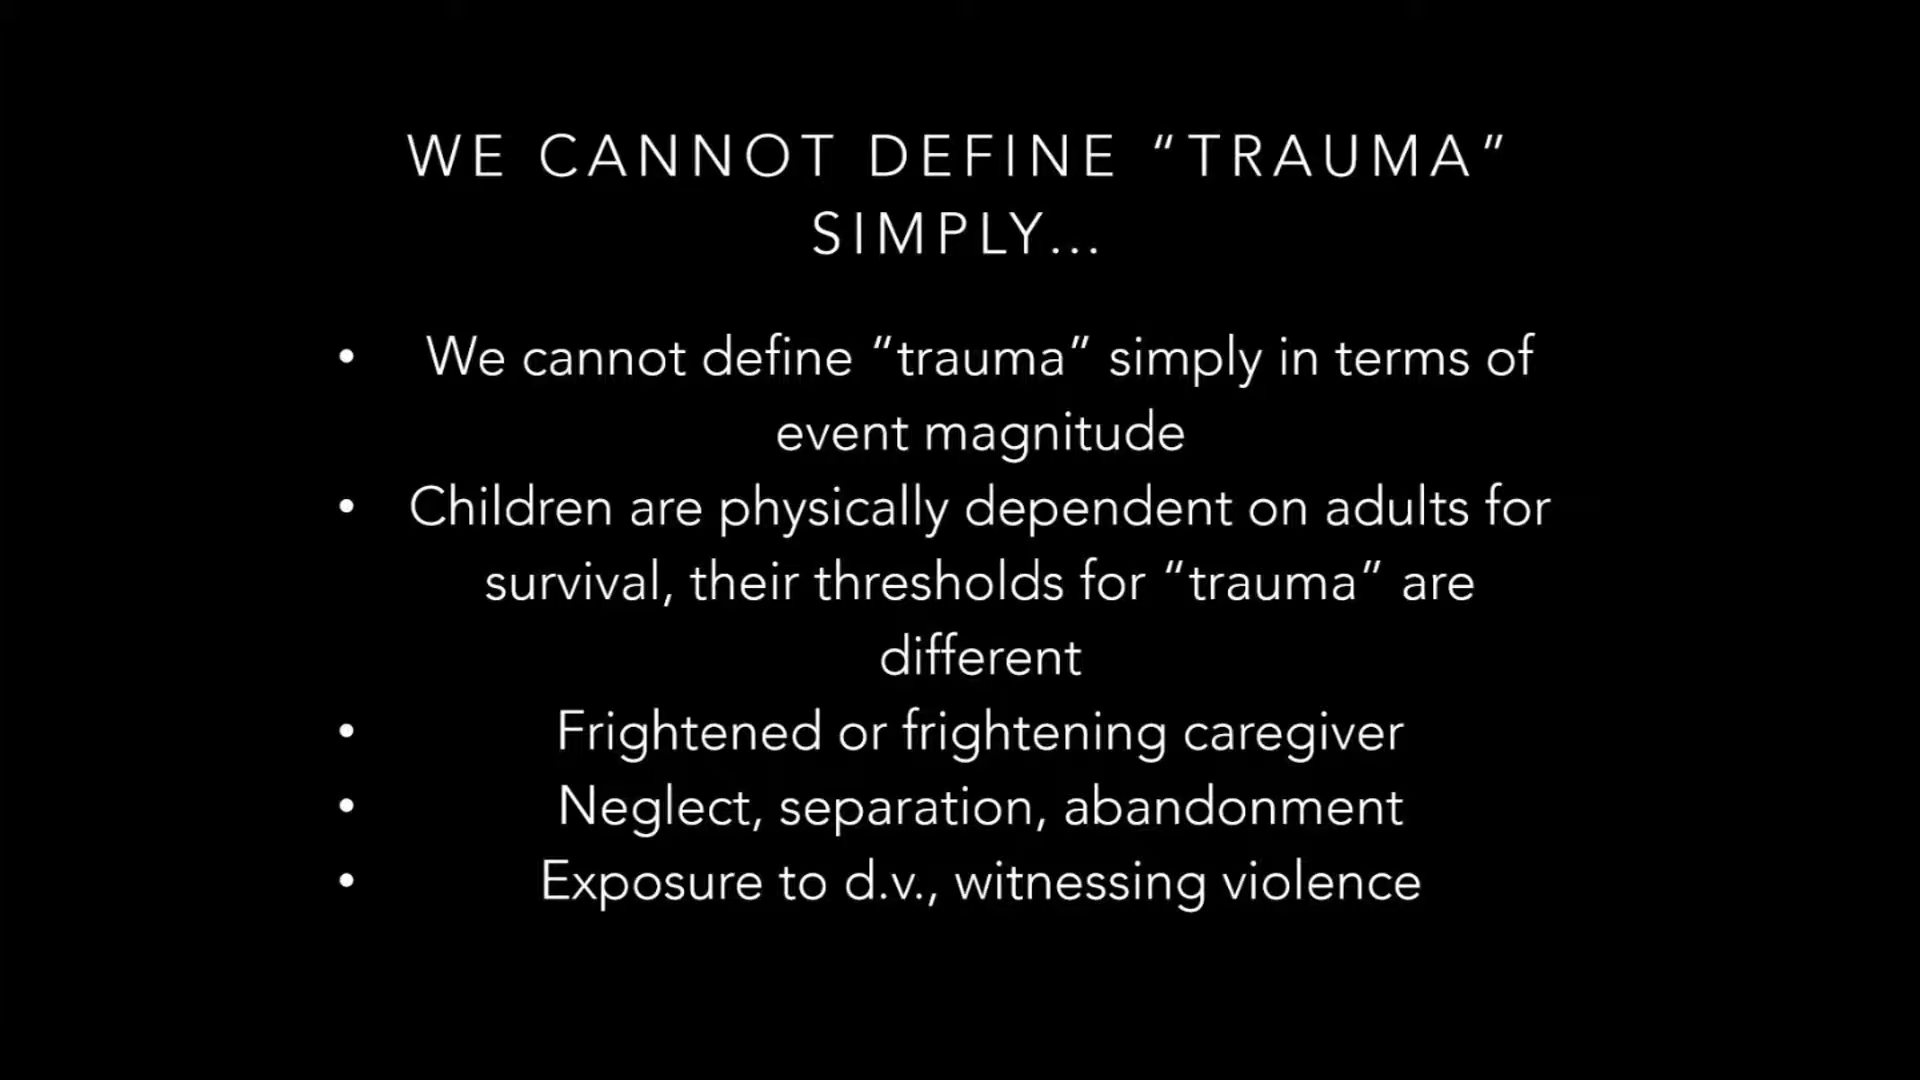 WE CANNOT DEFINE “TRAUMA”
SIMPLY...
• We cannot define “trauma” simply in terms of
event magnitude
• Children are physically dependent on adults for
survival, their thresholds for “trauma” are
different
• Frightened or frightening caregiver
• Neglect, separation, abandonment
• Exposure to d.v., witnessing violence